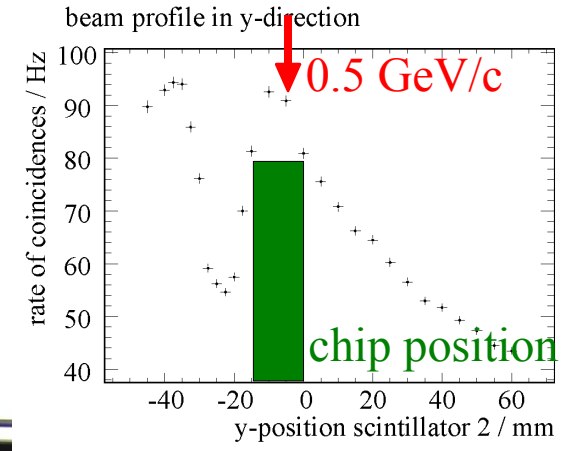 beam profile in y-direction
0.5 GeV/c
rate of coincidences / Hz
100
90
80
70
60
50
40
chip position
-40 -20 0 20 40 60
y-position scintillator 2 / mm